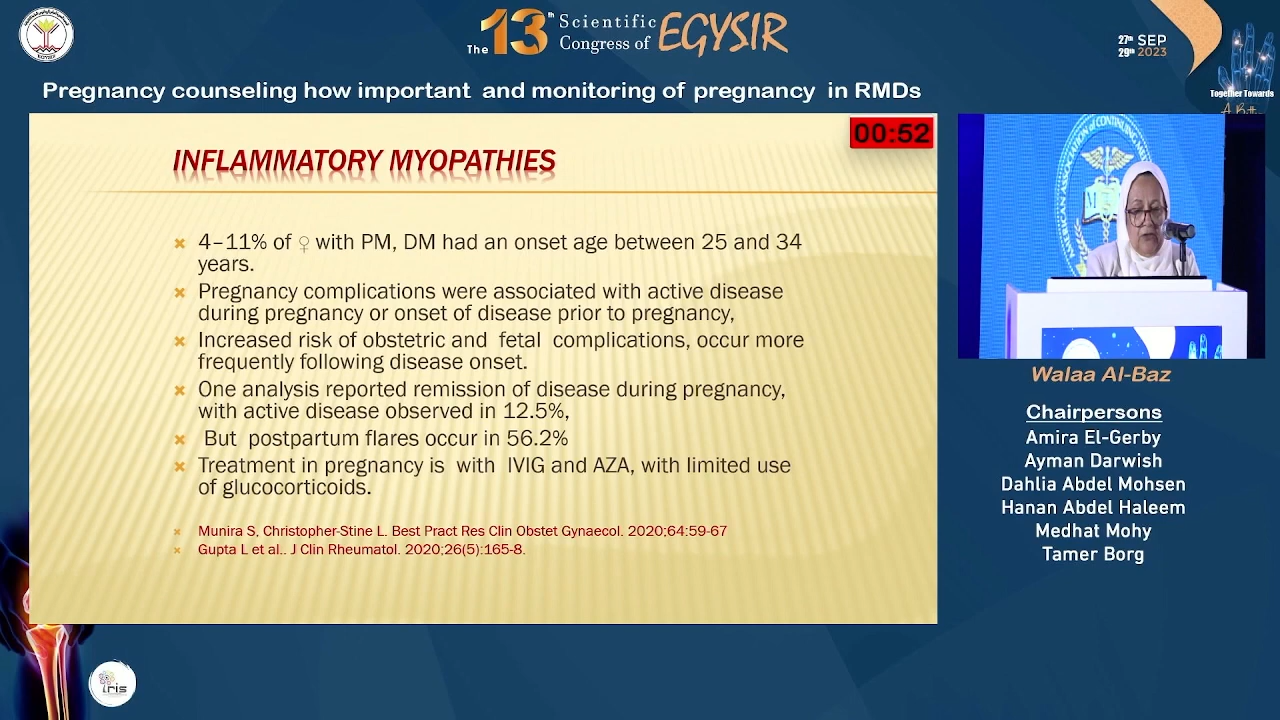 The 13th Scientific Congress of EGYSIR
27th SEP
29th 2023
Together Towards
Pregnancy counseling how important and monitoring of pregnancy in RMDs
00:52
INFLAMMATORY MYOPATHIES
4–11% of ♀ with PM, DM had an onset age between 25 and 34
years.
Pregnancy complications were associated with active disease
during pregnancy or onset of disease prior to pregnancy,
Increased risk of obstetric and fetal complications, occur more
frequently following disease onset.
One analysis reported remission of disease during pregnancy,
with active disease observed in 12.5%,
But postpartum flares occur in 56.2%
Treatment in pregnancy is with IVIG and AZA, with limited use
of glucocorticoids.
Munira S, Christopher-Stine L. Best Pract Res Clin Obstet Gynaecol. 2020;64:59-67
Gupta L et al.. J Clin Rheumatol. 2020;26(5):165-8.
Walaa Al-Baz
Chairpersons
Amira El-Gerby
Ayman Darwish
Dahlia Abdel Mohsen
Hanan Abdel Haleem
Medhat Mohy
Tamer Borg
iris